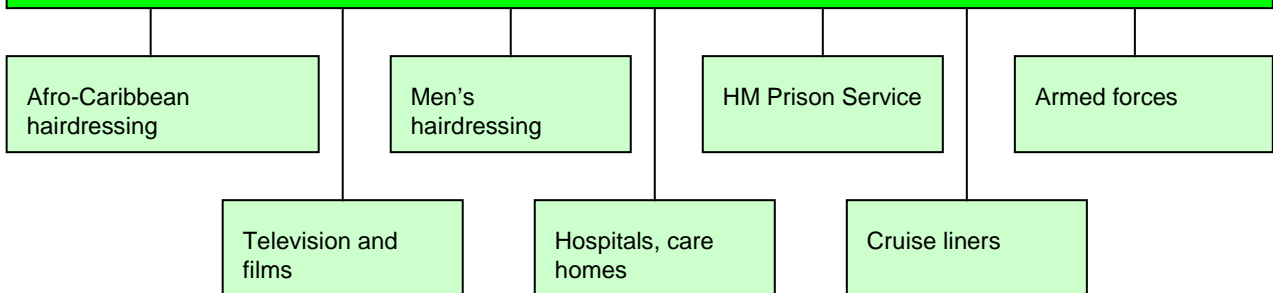 Afro-Caribbean
hairdressing
Men's
hairdressing
HM Prison Service
Armed forces
Television and
films
Hospitals, care
homes
Cruise liners